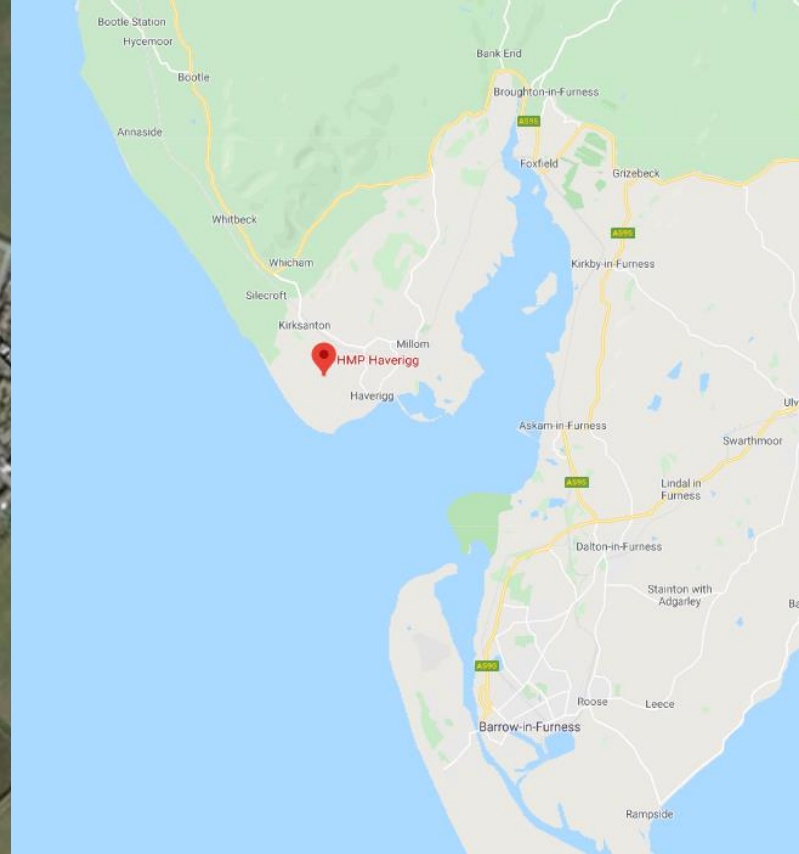 Bootle Station
Hycemoor
Bank End
Bootle
Broughton-in-Furness
A595
Annaside
Foxfield
Grizebeck
Whitbeck
A595
Whicham
Kirkby-in-Furness
Silecroft
Kirksanton
Millom
HMP Haverigg
Haverigg
Ulv
Askam-in-Furness
Swarthmoor
A595
Lindal in
Furness
Dalton-in-Furness
Stainton with
Adgarley
Ba
A590
Roose
Leece
Barrow-in-Furness
Rampside